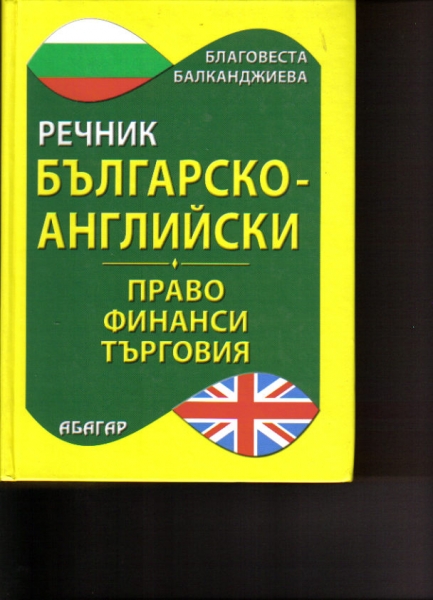 БЛАГОВЕСТА
БАЛКАНДЖИЕВА
РЕЧНИК
БЪЛГАРСКО-
АНГЛИЙСКИ
ПРАВО
ФИНАНСИ
ТЪРГОВИЯ
АБАГАР